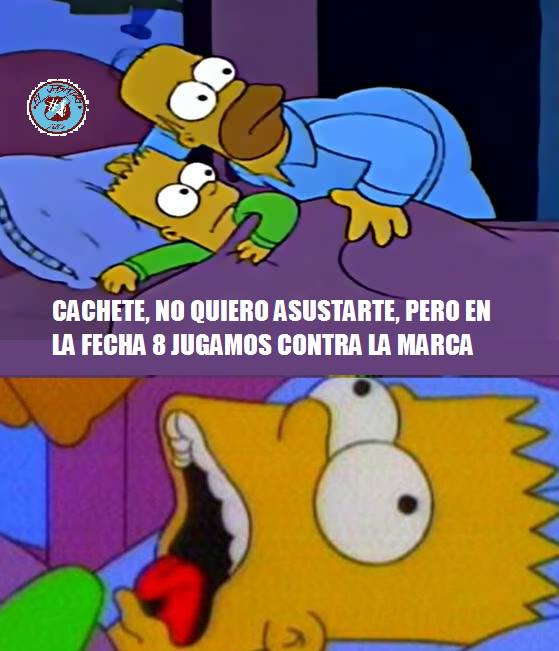 CACHETE, NO QUIERO ASUSTARTE, PERO EN
LA FECHA 8 JUGAMOS CONTRA LA MARCA